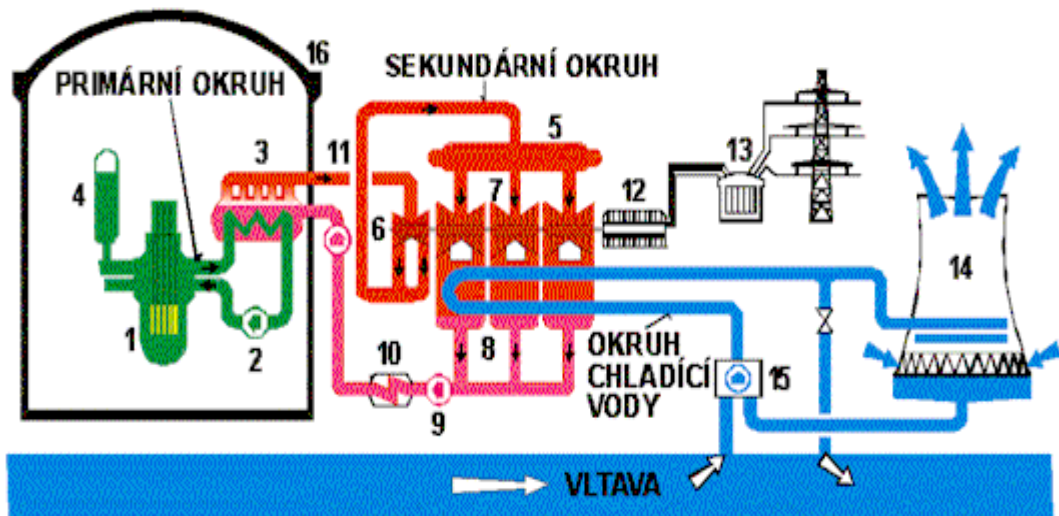 16
PRIMÁRNÍ OKRUH
SEKUNDÁRNÍ OKRUH
3
11
5
13
4
12
7
6
14
1
2
8
10
9
OKRUH
CHLADÍCÍ
VODY
15
VLTAVA